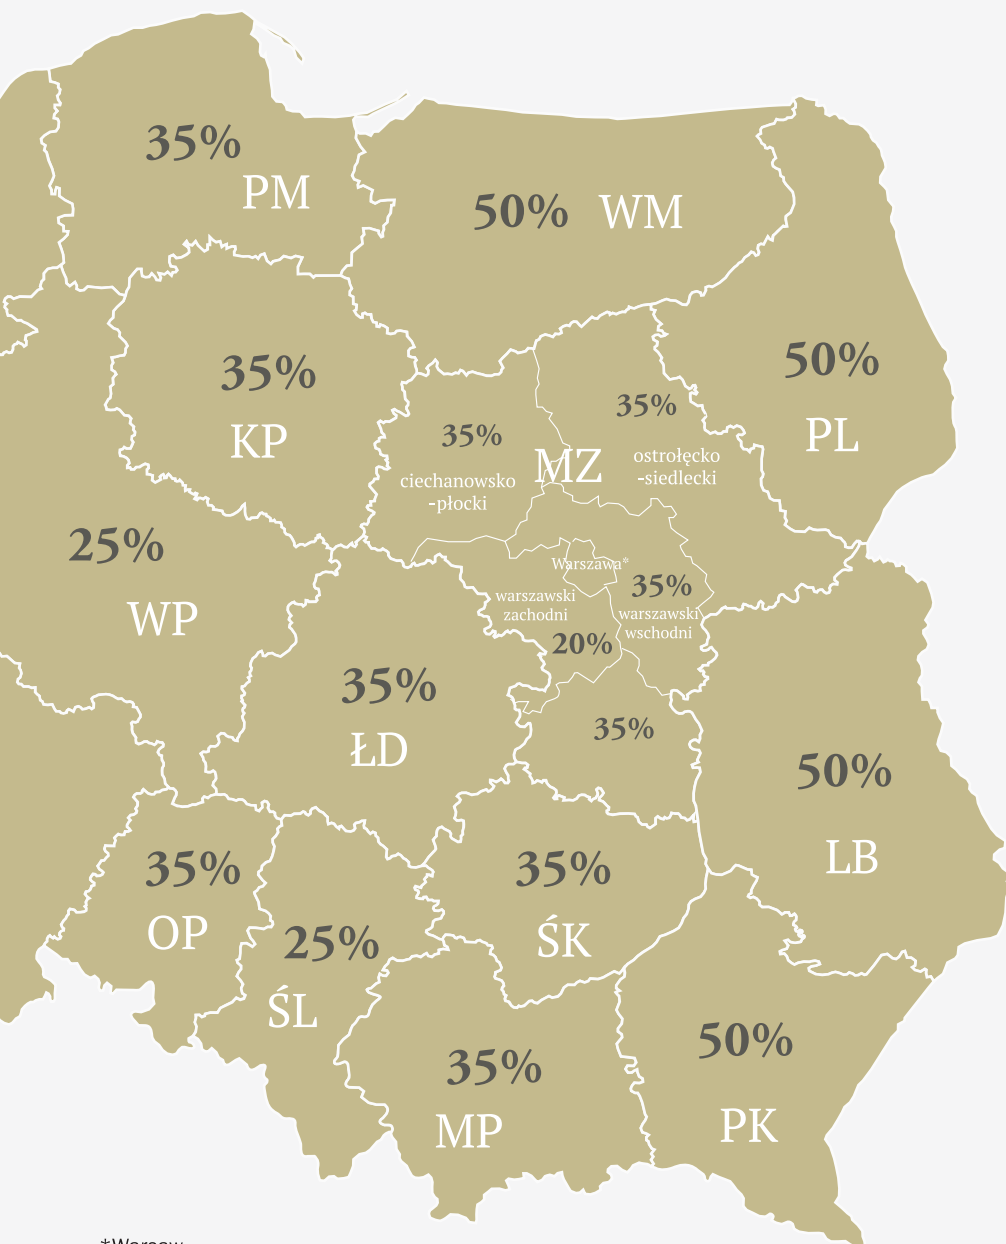 35%
PM
50% WM
35%
KP
50%
PL
35%
ciechanowsko
-płocki
MZ
35%
ostrołęcko
-siedlecki
25%
WP
Warszawa*
warszawski
zachodni
20%
35%
warszawski
wschodni
35%
35%
ŁD
50%
LB
35%
OP
25%
ŚL
35%
ŚK
35%
MP
50%
PK
*Warsaw